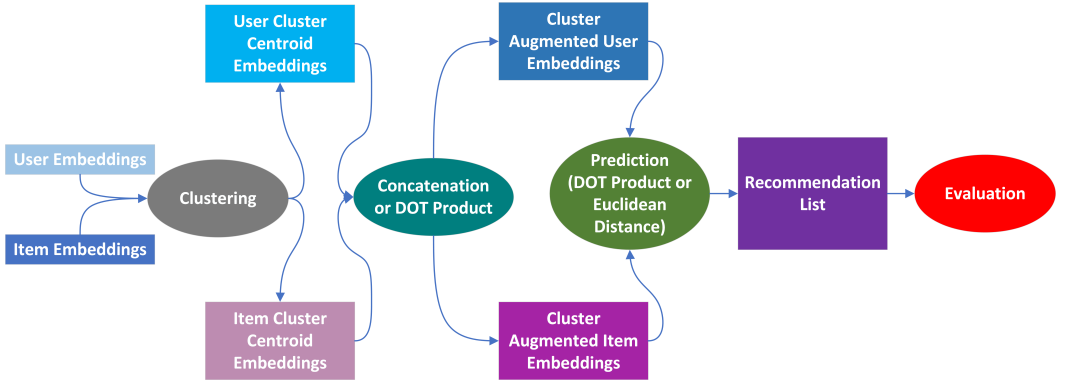 User Embeddings
Item Embeddings
Clustering
User Cluster
Centroid
Embeddings
Item Cluster
Centroid
Embeddings
Concatenation
or DOT Product
Cluster
Augmented User
Embeddings
Cluster
Augmented Item
Embeddings
Prediction
(DOT Product or
Euclidean
Distance)
Recommendation
List
Evaluation